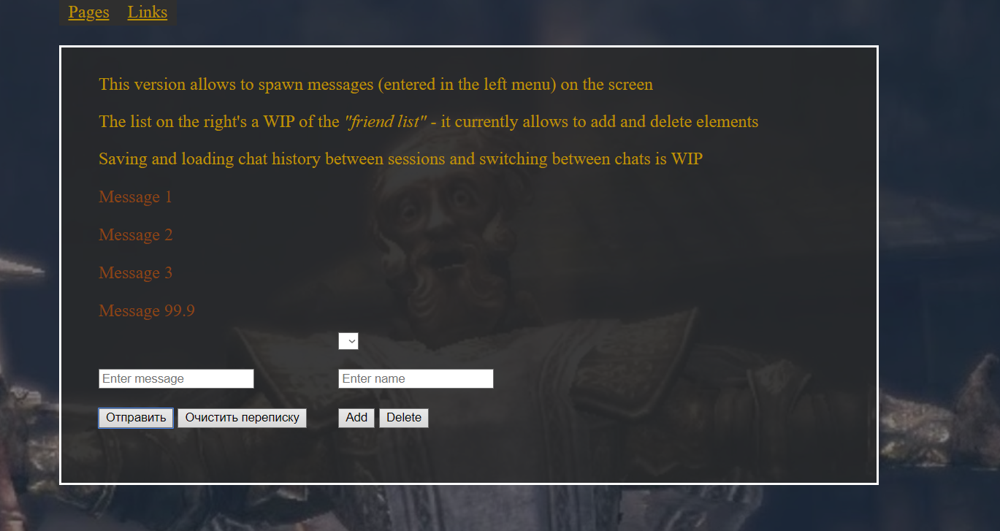 Pages Links
This version allows to spawn messages (entered in the left menu) on the screen
The list on the right's a WIP of the "friend list" - it currently allows to add and delete elements
Saving and loading chat history between sessions and switching between chats is WIP
Message 1
Message 2
Message 3
Message 99.9
Enter message Enter name
Отправить Очистить переписку Add Delete